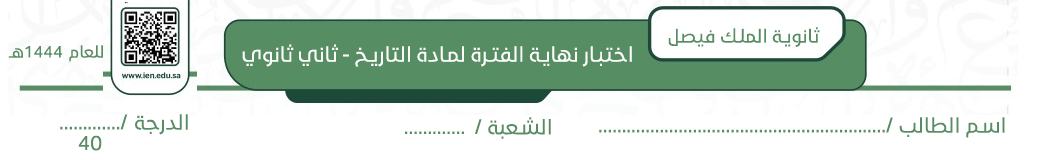 ثانوية الملك فيصل
اختبار نهاية الفترة لمادة التاريخ - ثاني ثانوي
للعام 1444هـ
www.ien.edu.sa
اسم الطالب /........................................................... الشعبة / ............. الدرجة /.............
40